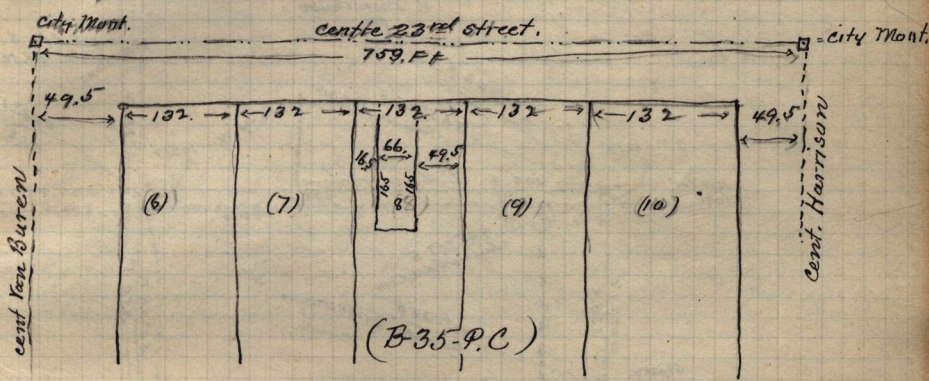 city Mont.
centre 23rd street.
=city Mont.
759. Ft
49.5
132.
132
132.
132
132
49.5
16.5
66.
49.5
165
165
(6)
(7)
8
(9)
(10)
cent Van Buren
cent. Harrison
(B-35-P.C)